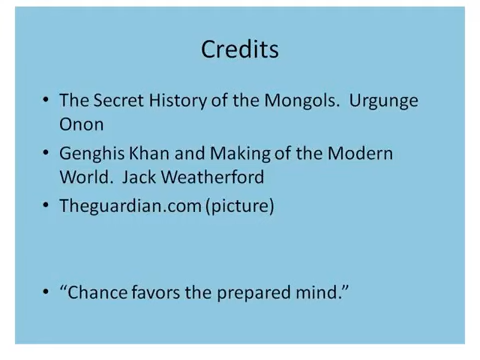 Credits
• The Secret History of the Mongols.  Urgunge
Onon
• Genghis Khan and Making of the Modern
World.  Jack Weatherford
• Theguardian.com (picture)
• “Chance favors the prepared mind.”